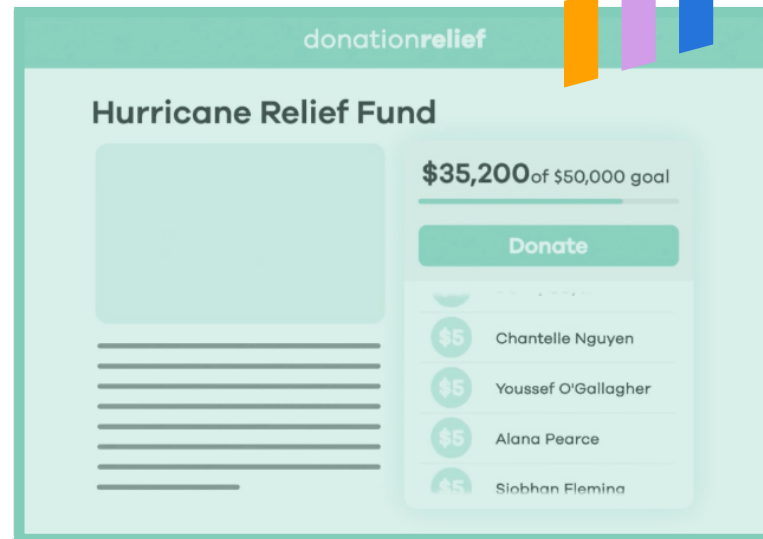 donationrelief
Hurricane Relief Fund
$35,200 of $50,000 goal
Donate
$5 Chantelle Nguyen
$5 Youssef O'Gallagher
$5 Alana Pearce
$5 Siobhan Fleming